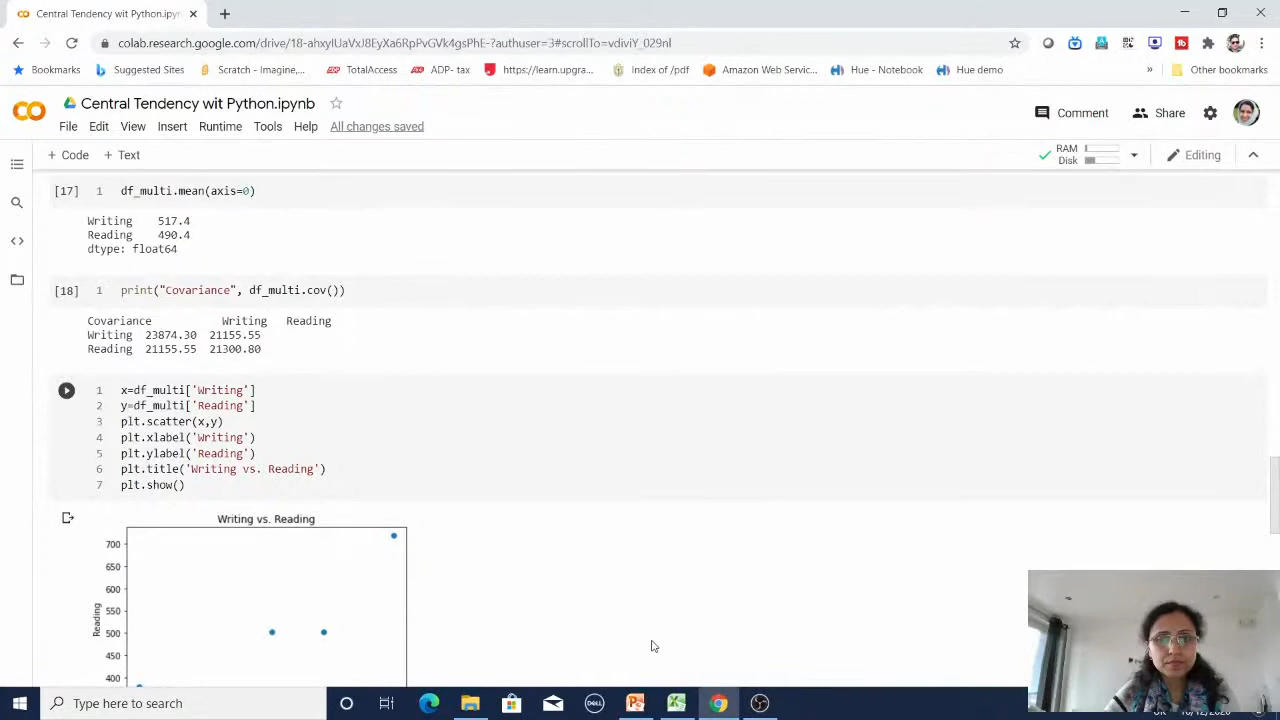 Central Tendency wit Python.ipynb
colab.research.google.com/drive/18-ahxyIUaVxJ8EyXa6RpPvGVk4gsPhE-?authuser=3#scrollTo=vdiviY_029nl
Bookmarks Suggested Sites Scratch - Imagine,... TotalAccess ADP- tax https://learn.upgra... Index of /pdf Amazon Web Servic... Hue - Notebook Hue demo » Other bookmarks
Central Tendency wit Python.ipynb
Comment Share
File Edit View Insert Runtime Tools Help All changes saved
+ Code + Text RAM Disk Editing
[17] 1 df_multi.mean(axis=0)
Writing 517.4
Reading 490.4
dtype: float64
[18] 1 print("Covariance", df_multi.cov())
Covariance Writing Reading
Writing 23874.30 21155.55
Reading 21155.55 21300.80
1 x=df_multi['Writing']
2 y=df_multi['Reading']
3 plt.scatter(x,y)
4 plt.xlabel('Writing')
5 plt.ylabel('Reading')
6 plt.title('Writing vs. Reading')
7 plt.show()
Writing vs. Reading
700
650
600
550
500
450
400
Reading
Type here to search